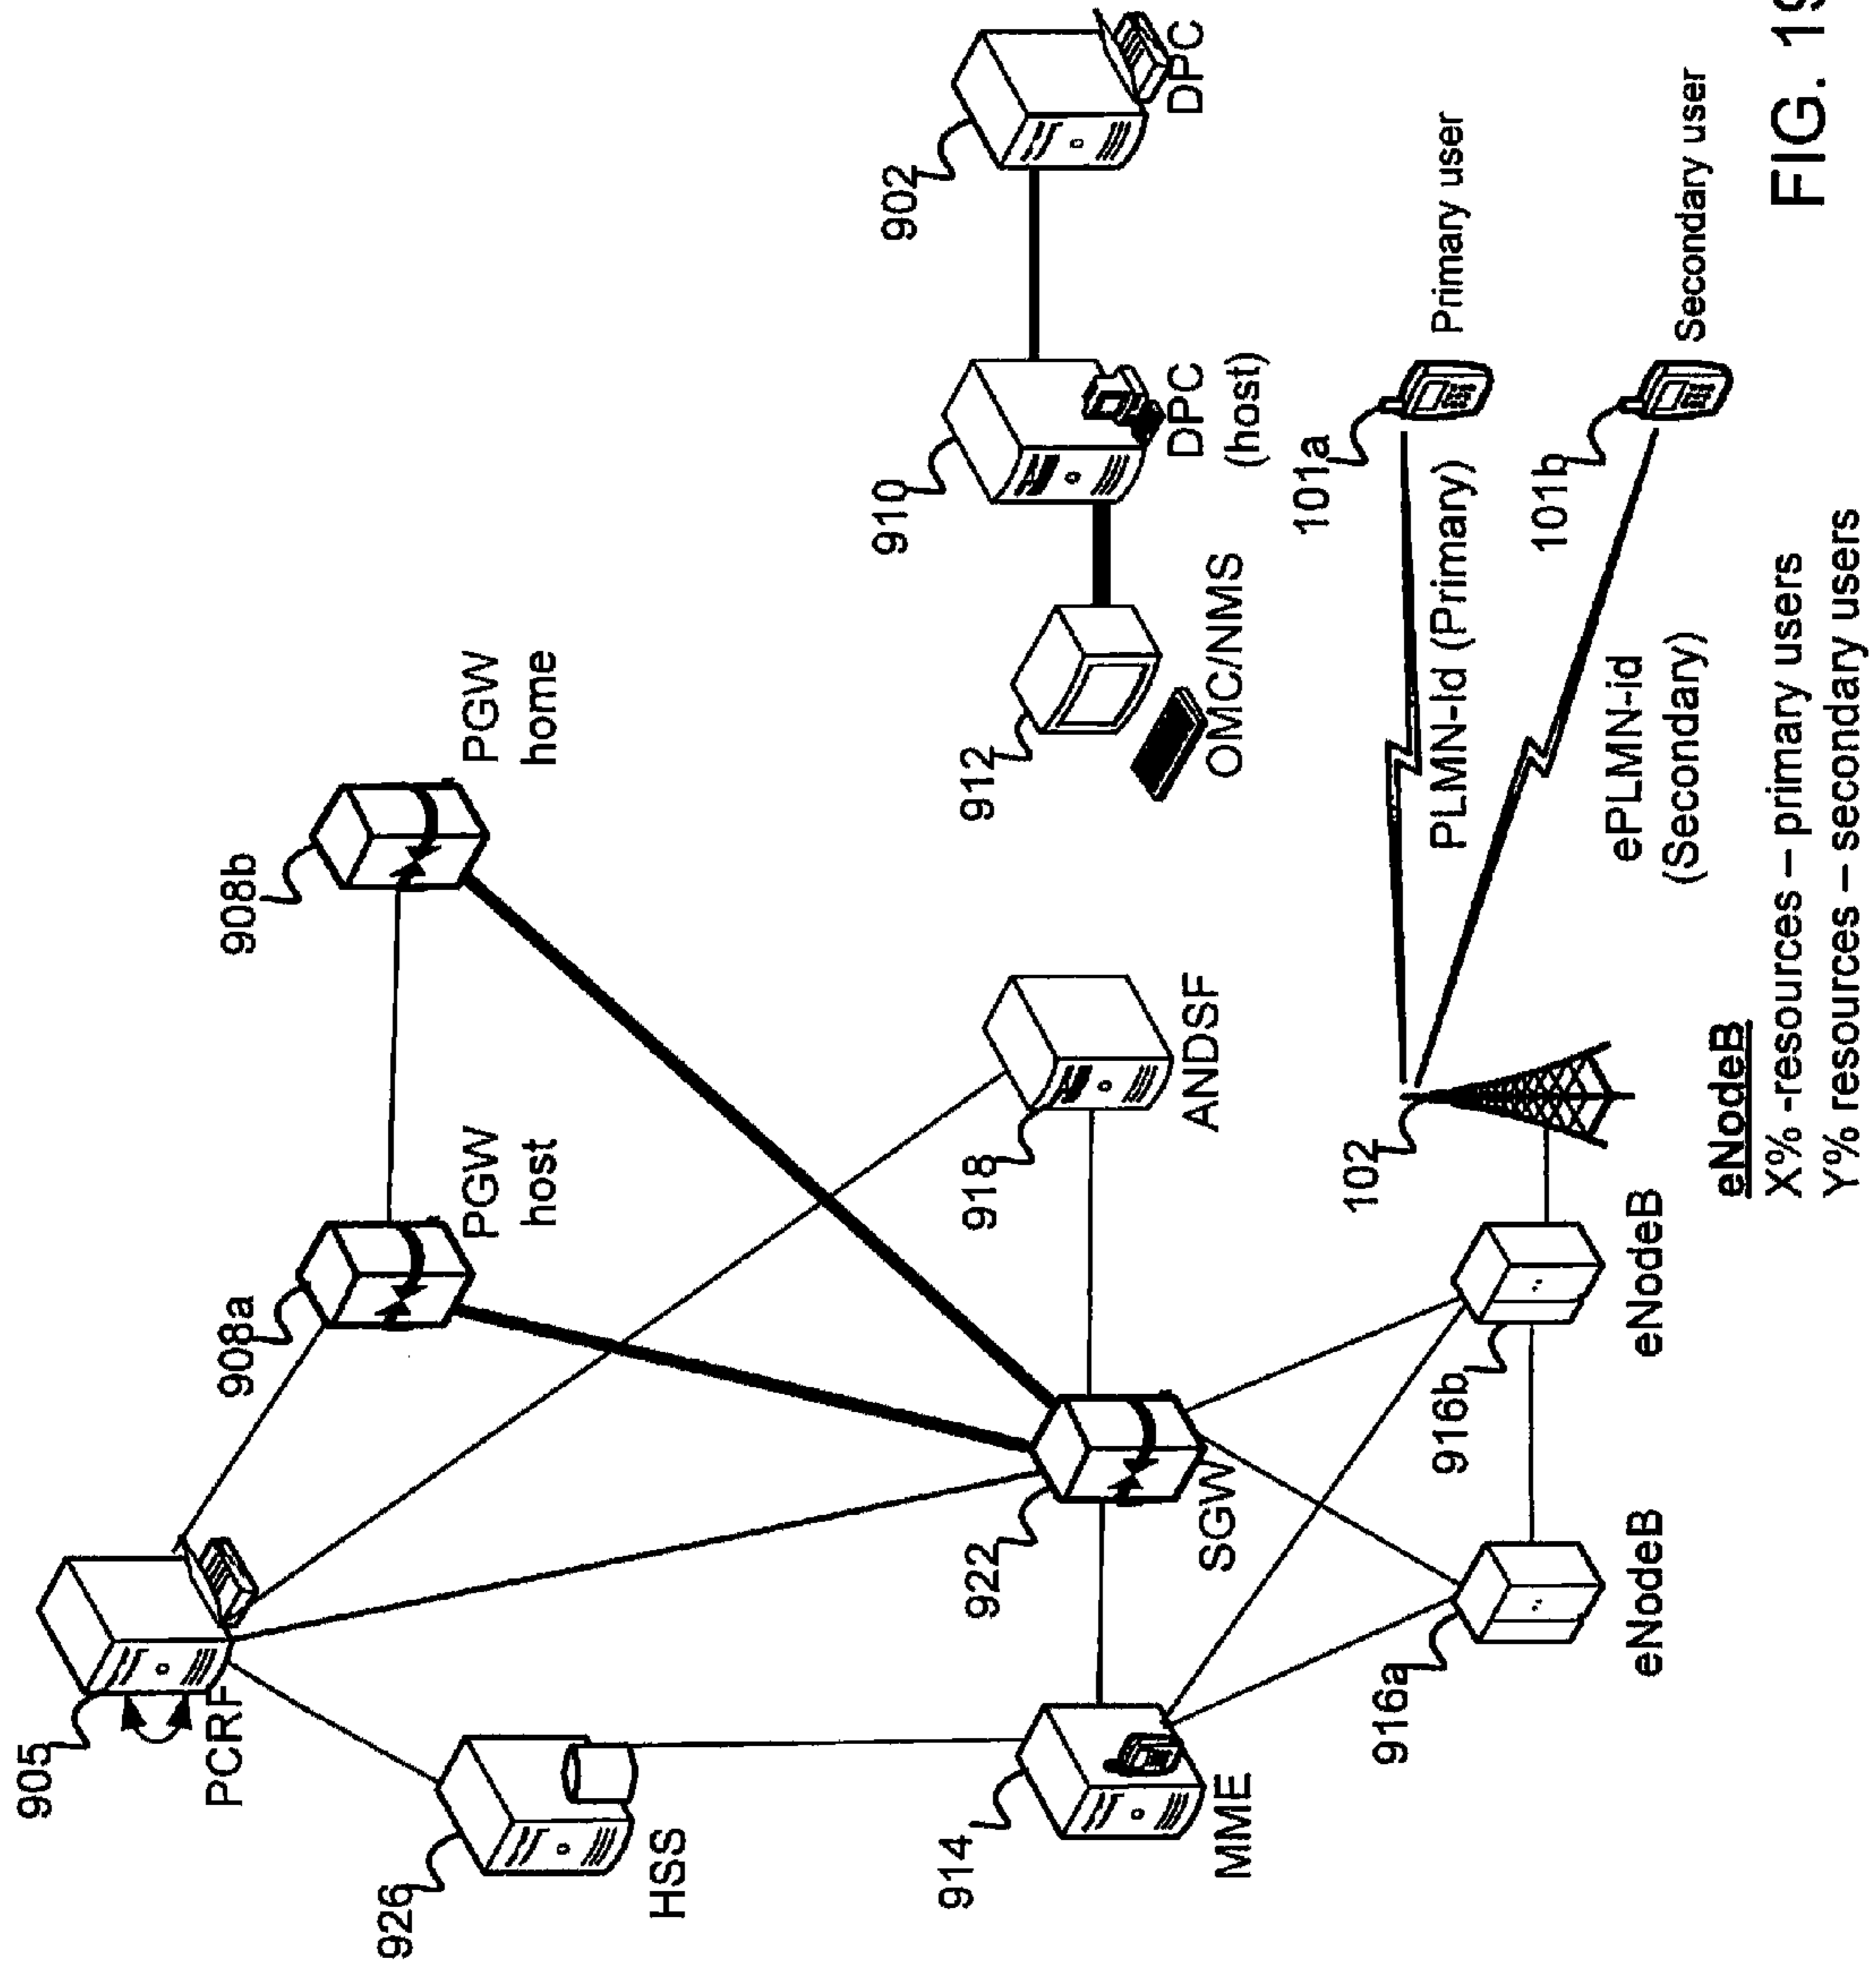 905
PCRF
908a
908b
926
PGW
host
PGW
home
HSS
910
902
914
922
918
912
DPC
(host)
DPC
MME
SGW
ANDSF
OMC/NMS
101a
102
916a
916b
PLMN-Id (Primary)
Primary user
101b
eNodeB
eNodeB
ePLMN-id
(Secondary)
Secondary user
eNodeB
X% -resources – primary users
Y% resources – secondary users
FIG. 19